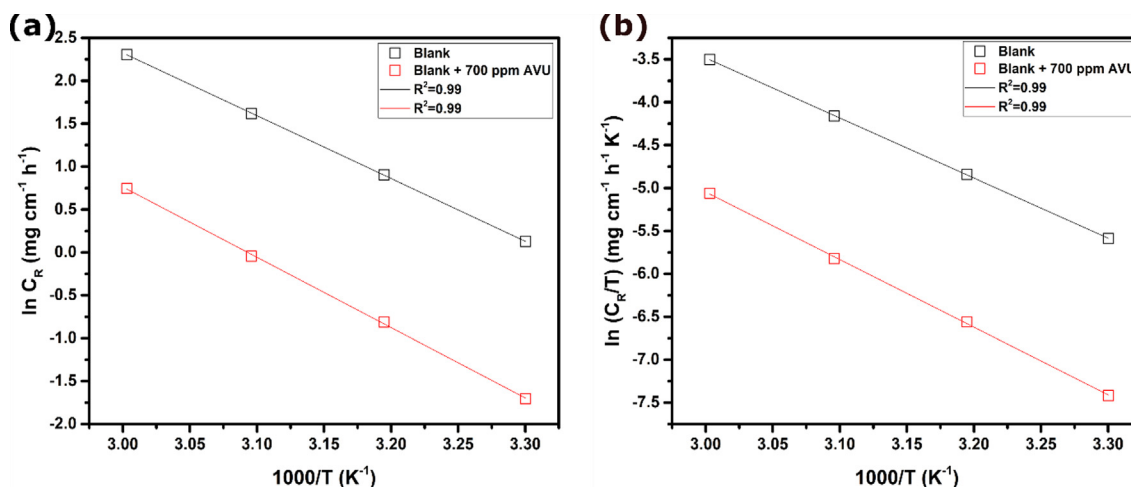 (a)
2.5
2.0
1.5
1.0
0.5
0.0
-0.5
-1.0
-1.5
-2.0
ln C_R (mg cm⁻¹ h⁻¹)
Blank
Blank + 700 ppm AVU
R²=0.99
R²=0.99
3.00 3.05 3.10 3.15 3.20 3.25 3.30
1000/T (K⁻¹)
(b)
-3.5
-4.0
-4.5
-5.0
-5.5
-6.0
-6.5
-7.0
-7.5
ln (C_R/T) (mg cm⁻¹ h⁻¹ K⁻¹)
Blank
Blank + 700 ppm AVU
R²=0.99
R²=0.99
3.00 3.05 3.10 3.15 3.20 3.25 3.30
1000/T (K⁻¹)